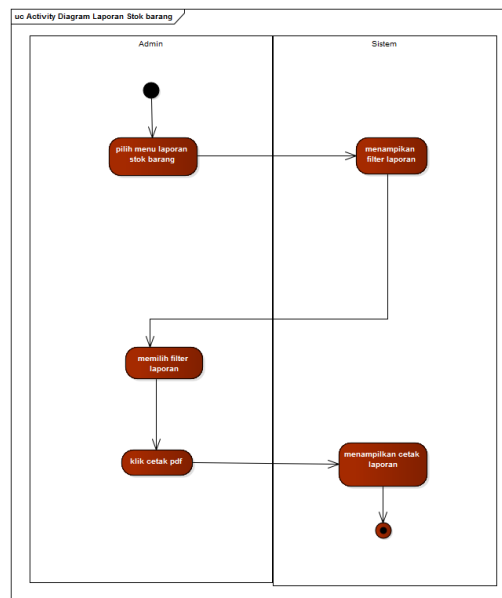 uc Activity Diagram Laporan Stok barang
Admin
Sistem
pilih menu laporan
stok barang
menampikan
filter laporan
memilih filter
laporan
klik cetak pdf
menampilkan cetak
laporan